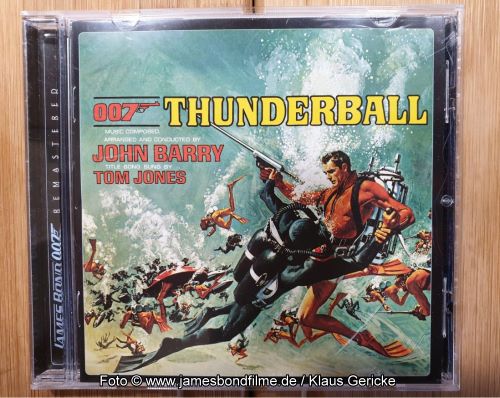 007 THUNDERBALL
MUSIC COMPOSED,
ARRANGED AND CONDUCTED BY
JOHN BARRY
TITLE SONG SUNG BY
TOM JONES
JAMES BOND 007 REMASTERED
Foto © www.jamesbondfilme.de / Klaus Gericke